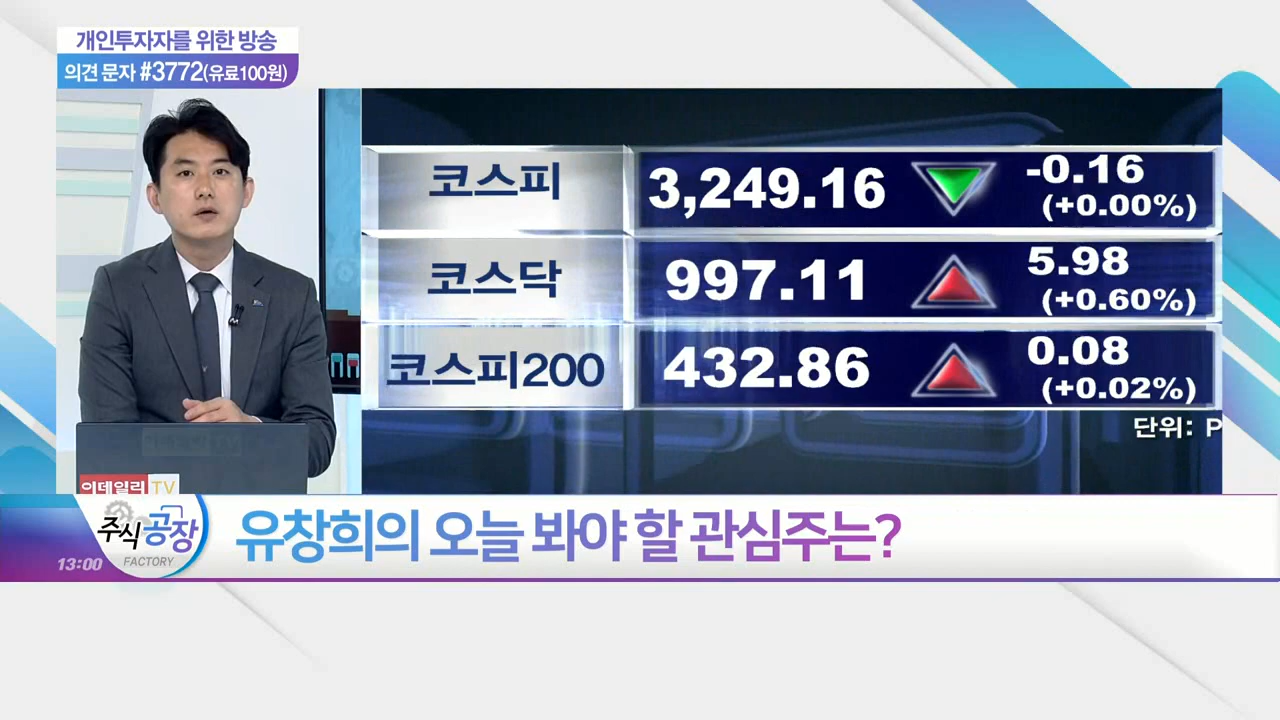 개인투자자를 위한 방송
의견 문자 #3772(유료100원)
코스피 3,249.16 -0.16 (+0.00%)
코스닥 997.11 5.98 (+0.60%)
코스피200 432.86 0.08 (+0.02%)
단위: P
이데일리 TV
주식공장
FACTORY
13:00
유창희의 오늘 봐야 할 관심주는?